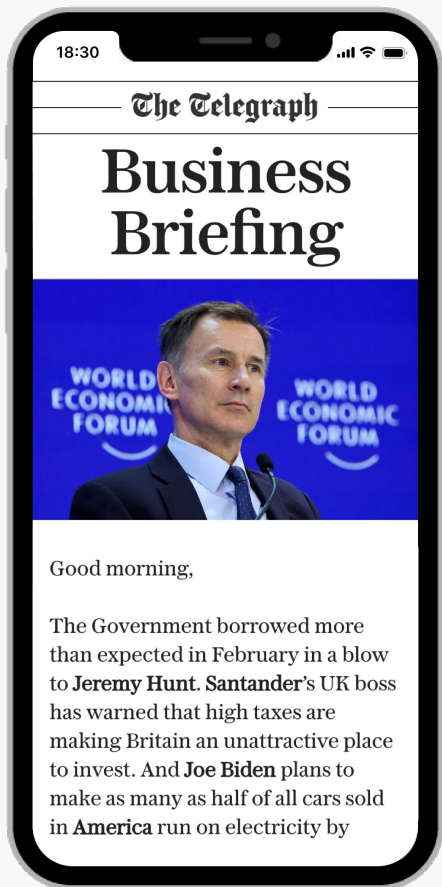 18:30
The Telegraph
Business
Briefing
WORLD
ECONOMIC
FORUM
WORLD
ECONOMIC
FORUM
Good morning,
The Government borrowed more
than expected in February in a blow
to Jeremy Hunt. Santander's UK boss
has warned that high taxes are
making Britain an unattractive place
to invest. And Joe Biden plans to
make as many as half of all cars sold
in America run on electricity by